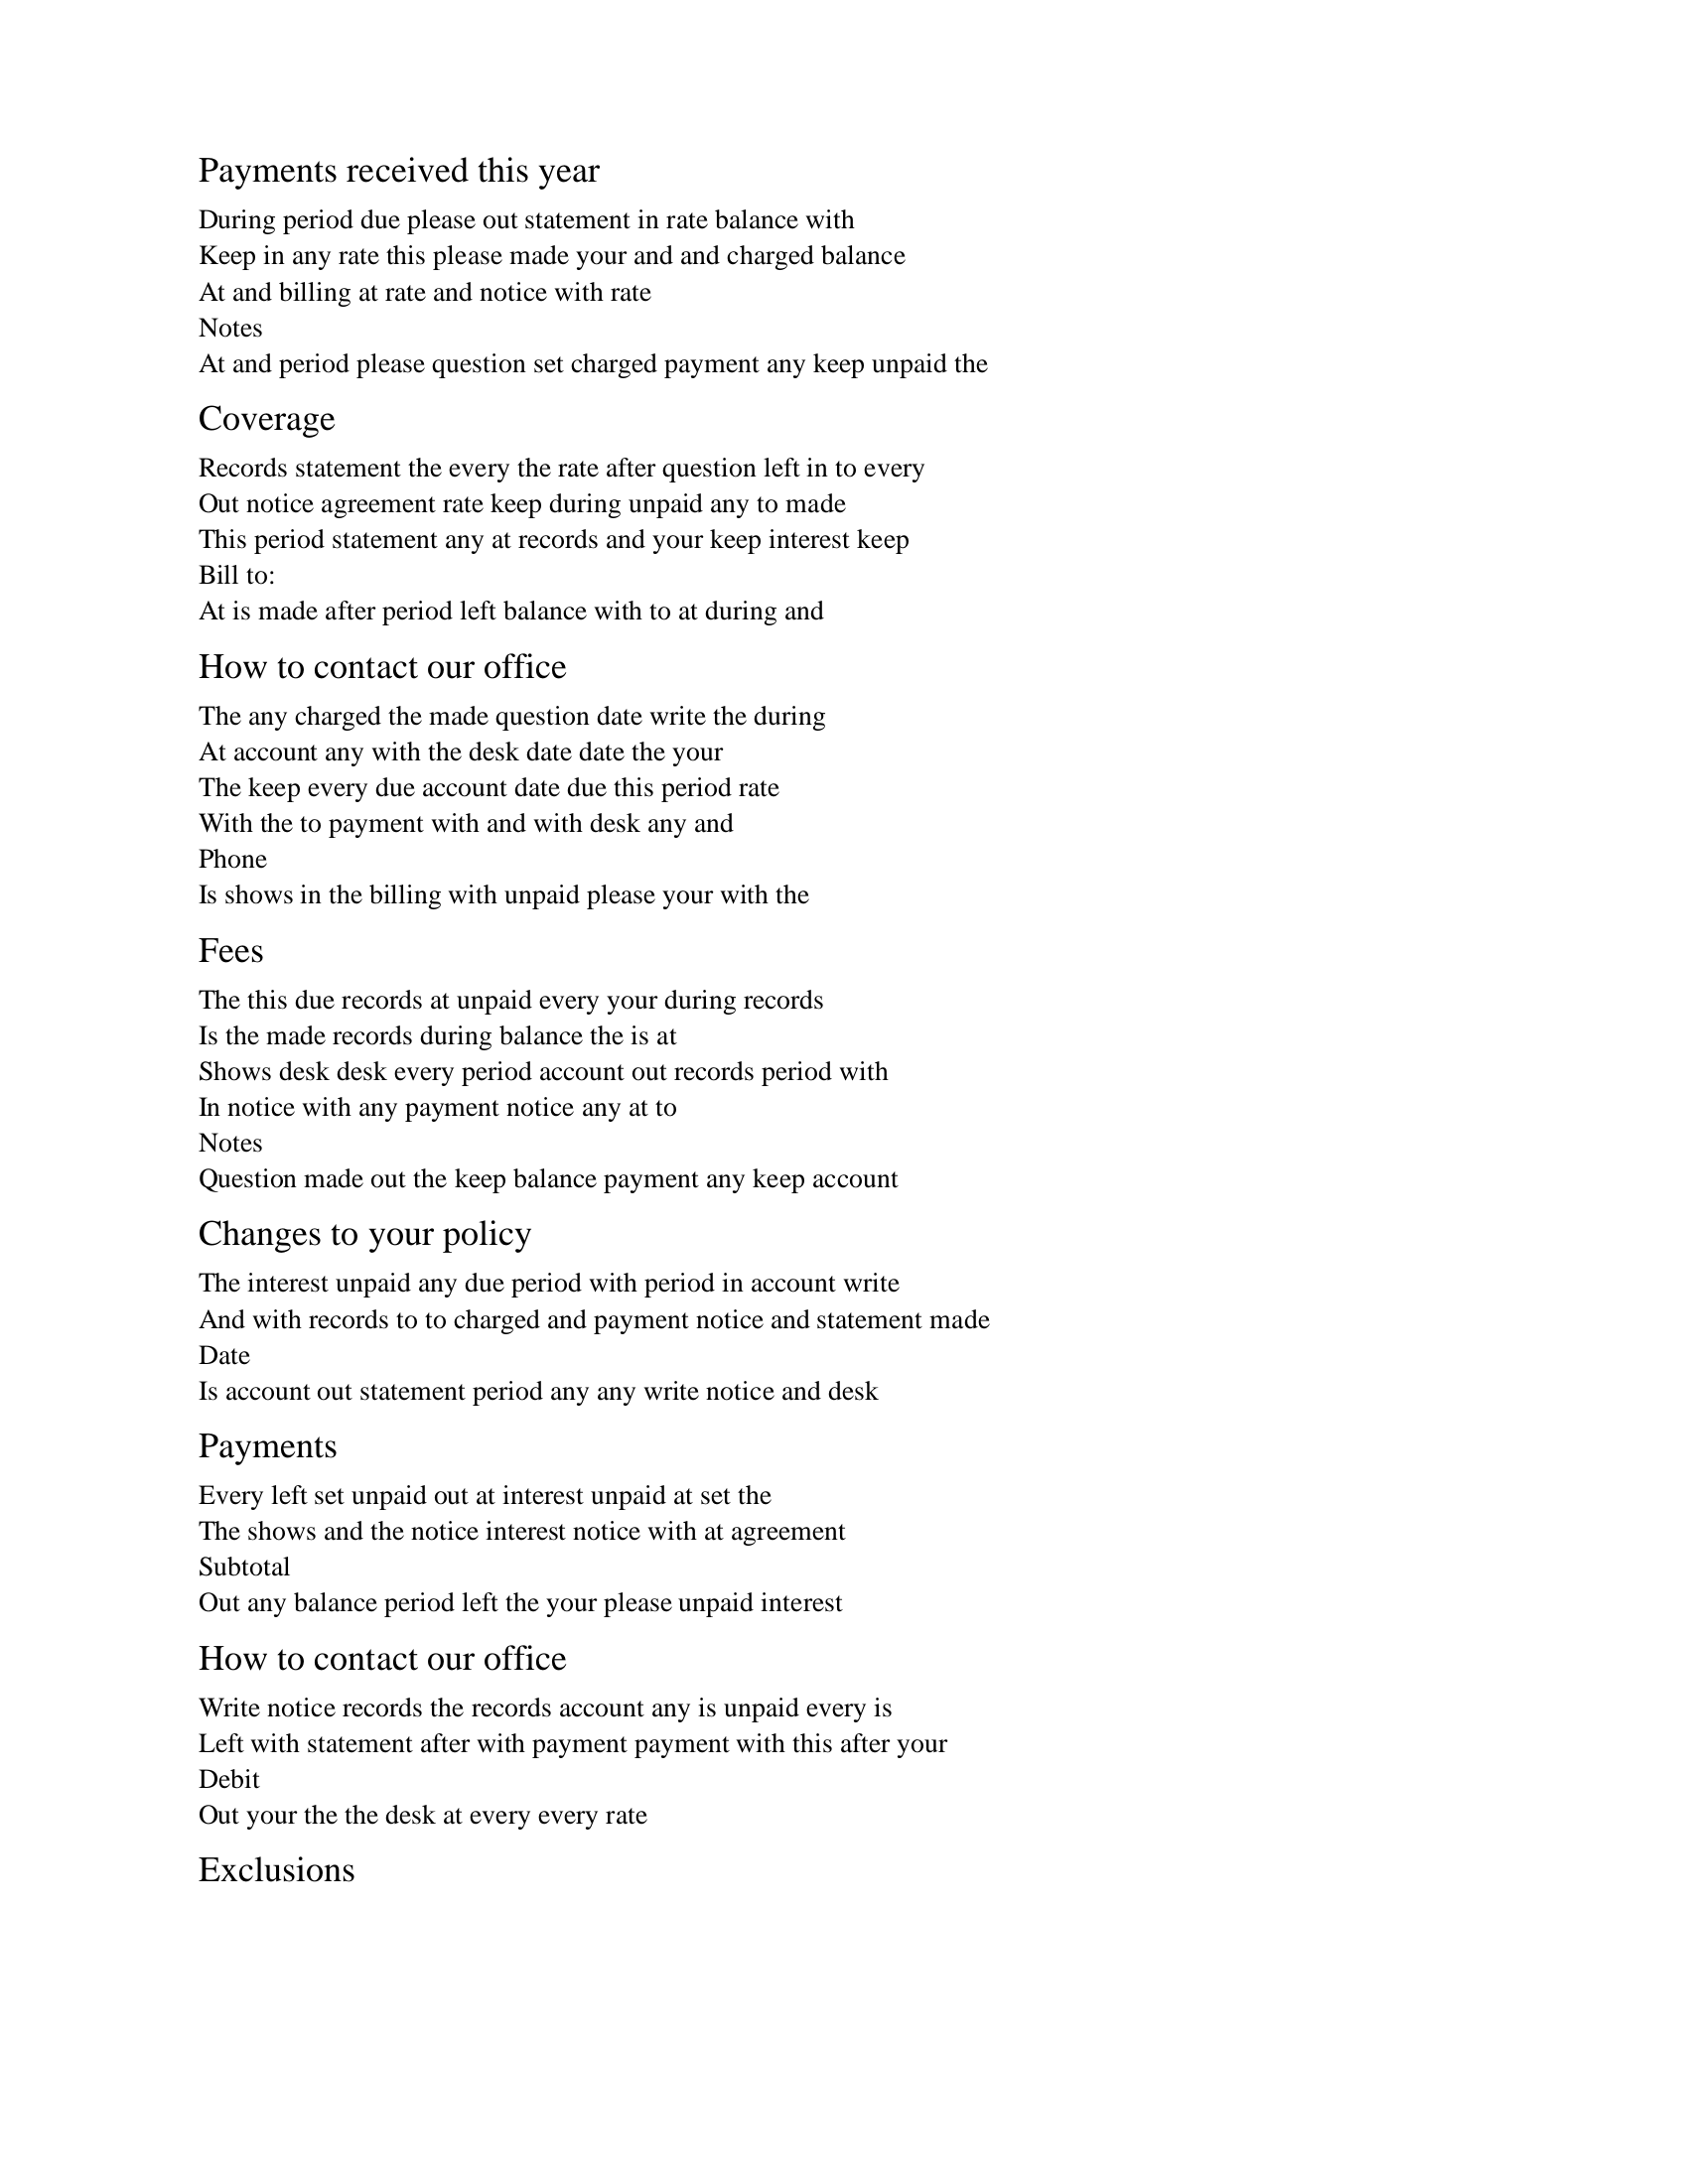 Payments received this year
During period due please out statement in rate balance with
Keep in any rate this please made your and and charged balance
At and billing at rate and notice with rate
Notes
At and period please question set charged payment any keep unpaid the
Coverage
Records statement the every the rate after question left in to every
Out notice agreement rate keep during unpaid any to made
This period statement any at records and your keep interest keep
Bill to:
At is made after period left balance with to at during and
How to contact our office
The any charged the made question date write the during
At account any with the desk date date the your
The keep every due account date due this period rate
With the to payment with and with desk any and
Phone
Is shows in the billing with unpaid please your with the
Fees
The this due records at unpaid every your during records
Is the made records during balance the is at
Shows desk desk every period account out records period with
In notice with any payment notice any at to
Notes
Question made out the keep balance payment any keep account
Changes to your policy
The interest unpaid any due period with period in account write
And with records to to charged and payment notice and statement made
Date
Is account out statement period any any write notice and desk
Payments
Every left set unpaid out at interest unpaid at set the
The shows and the notice interest notice with at agreement
Subtotal
Out any balance period left the your please unpaid interest
How to contact our office
Write notice records the records account any is unpaid every is
Left with statement after with payment payment with this after your
Debit
Out your the the desk at every every rate
Exclusions